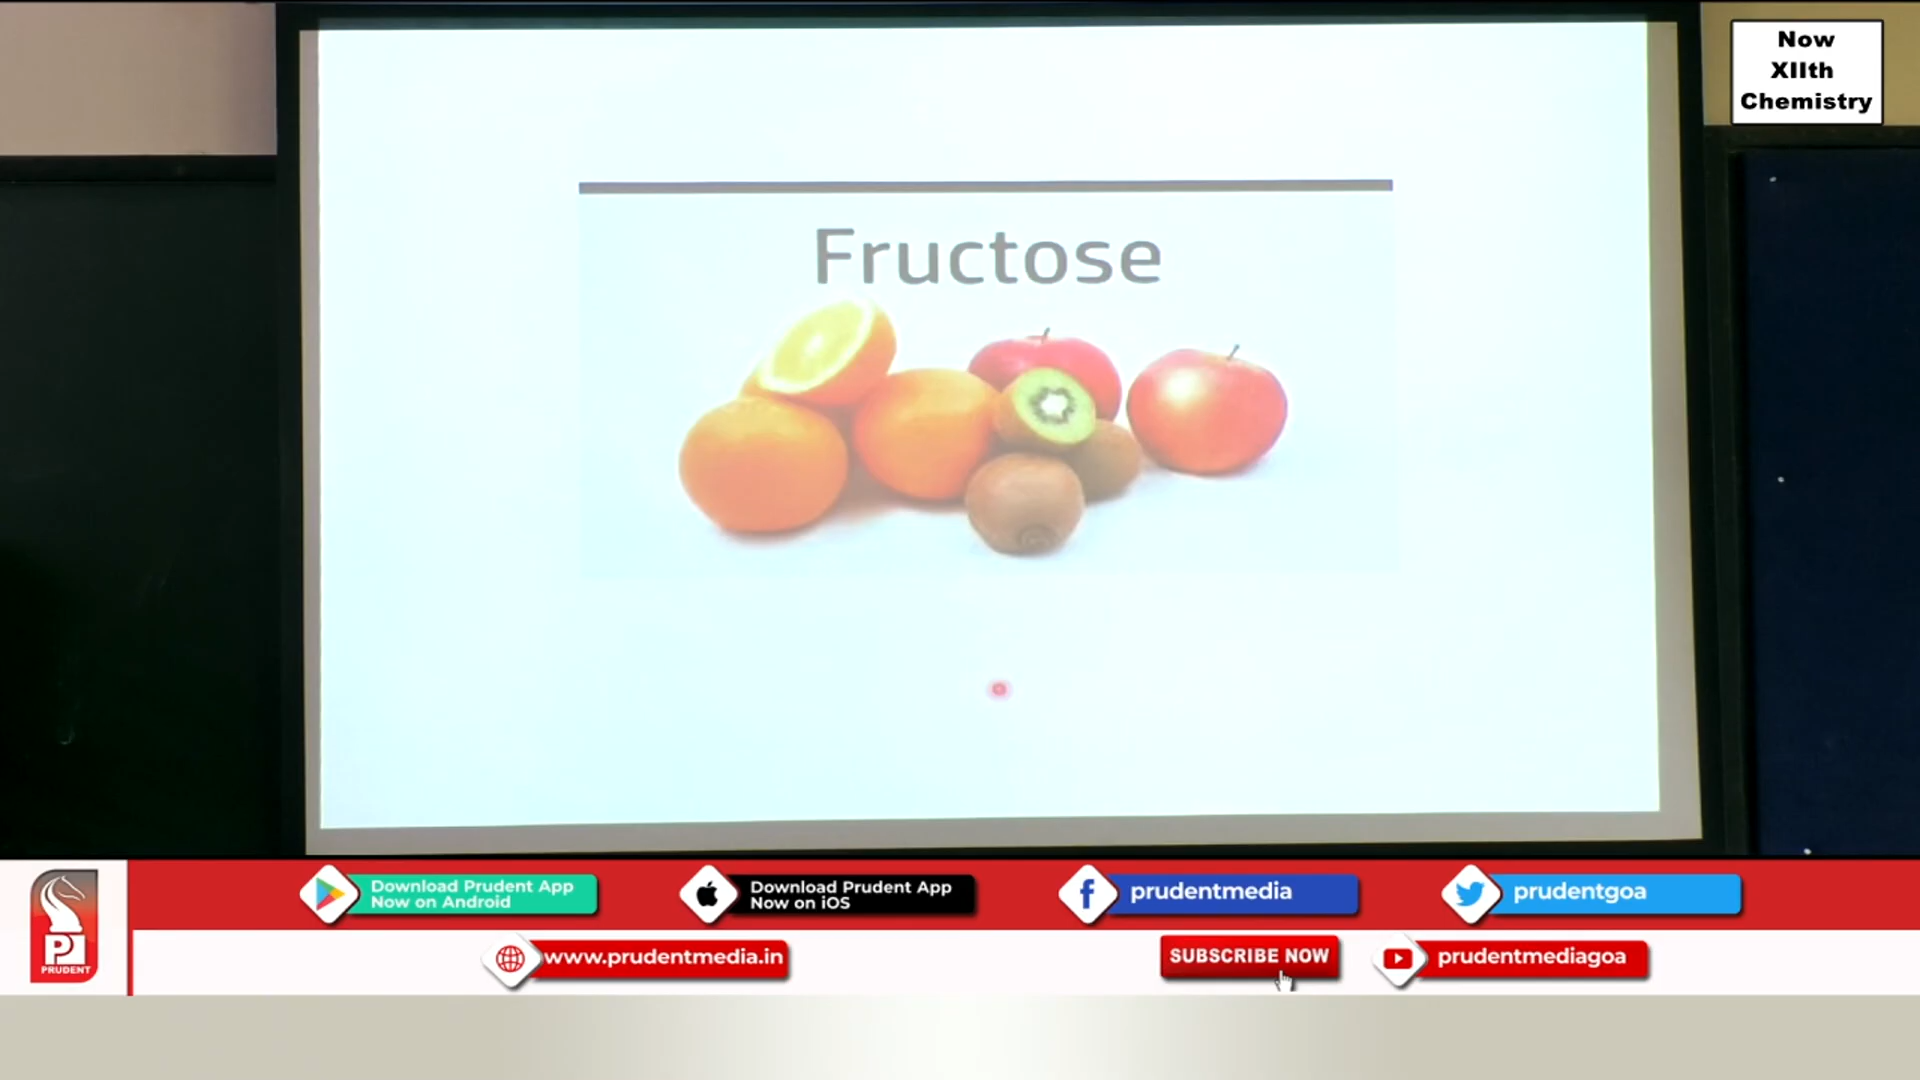 Now
XIIth
Chemistry
Fructose
Download Prudent App
Now on Android
Download Prudent App
Now on iOS
prudentmedia
prudentgoa
PRUDENT
www.prudentmedia.in
SUBSCRIBE NOW
prudentmediagoa